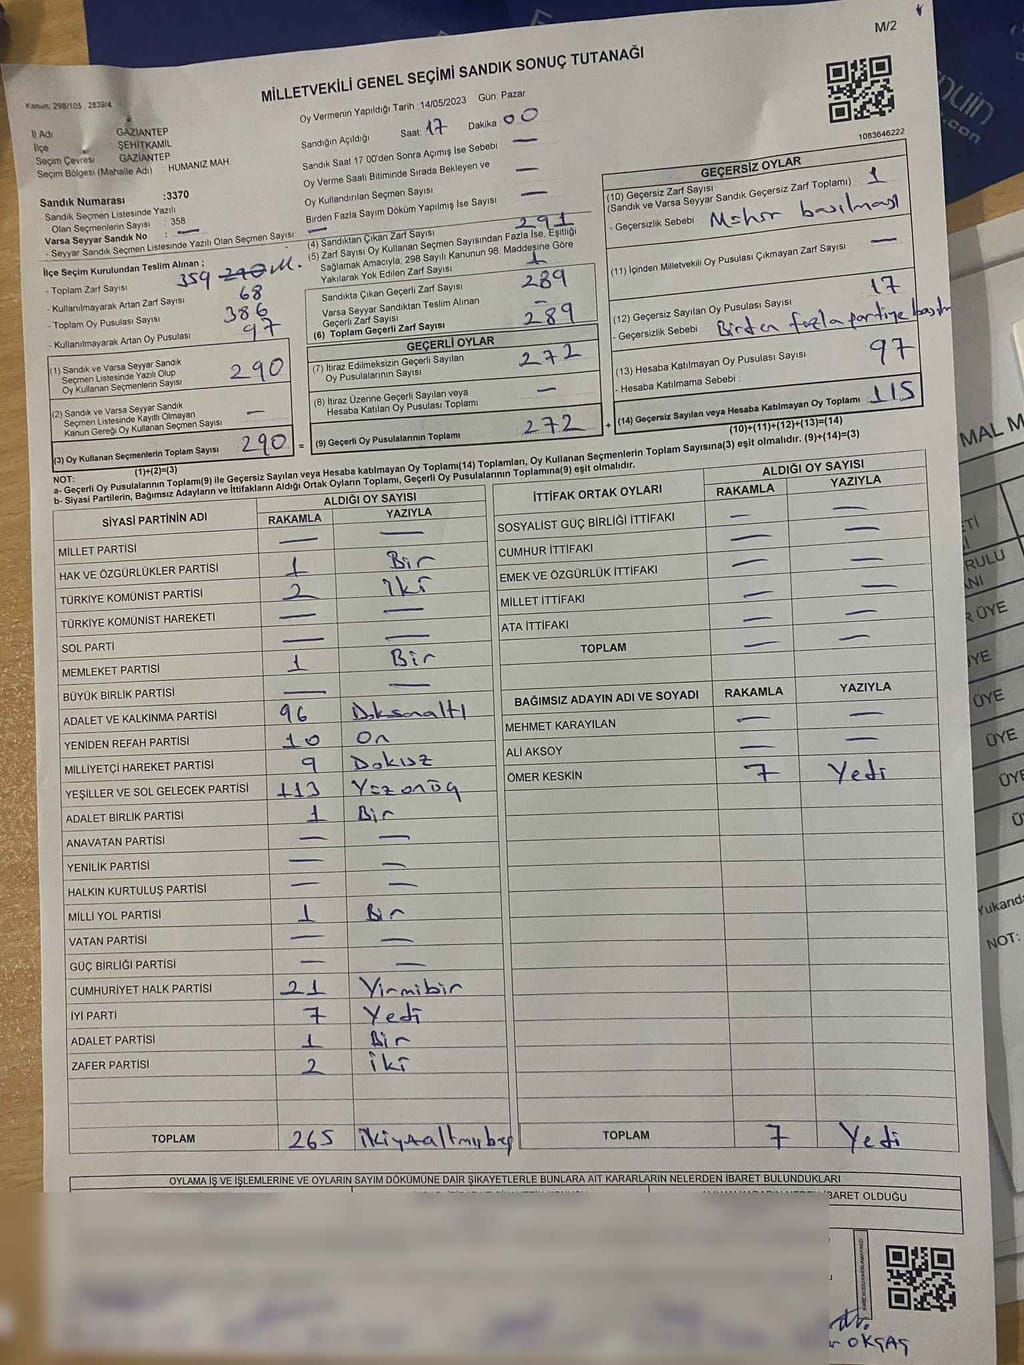 M/2
MİLLETVEKİLİ GENEL SEÇİMİ SANDIK SONUÇ TUTANAĞI
Kanun: 298/105 , 2839/4
1083646222
İl Adı GAZİANTEP
İlçe ŞEHİTKAMİL
Seçim Çevresi GAZİANTEP
Seçim Bölgesi (Mahalle Adı) : HUMANIZ MAH
Sandık Numarası :3370
Sandık Seçmen Listesinde Yazılı
Olan Seçmenlerin Sayısı : 358
Varsa Seyyar Sandık No : —
- Seyyar Sandık Seçmen Listesinde Yazılı Olan Seçmen Sayısı —
İlçe Seçim Kurulundan Teslim Alınan ;
- Toplam Zarf Sayısı 359
- Kullanılmayarak Artan Zarf Sayısı 68
- Toplam Oy Pusulası Sayısı 386
- Kullanılmayarak Artan Oy Pusulası 97
(1) Sandık ve Varsa Seyyar Sandık
Seçmen Listesinde Yazılı Olup
Oy Kullanan Seçmenlerin Sayısı 290
(2) Sandık ve Varsa Seyyar Sandık
Seçmen Listesinde Kayıtlı Olmayan
Kanun Gereği Oy Kullanan Seçmen Sayısı —
(3) Oy Kullanan Seçmenlerin Toplam Sayısı 290 =
(1)+(2)=(3)
Oy Vermenin Yapıldığı Tarih : 14/05/2023 Gün: Pazar
Sandığın Açıldığı Saat: 17 Dakika 00
Sandık Saat 17 00'den Sonra Açımış İse Sebebi —
Oy Verme Saati Bitiminde Sırada Bekleyen ve
Oy Kullandırılan Seçmen Sayısı —
Birden Fazla Sayım Döküm Yapılmış İse Sayısı —
(4) Sandıktan Çıkan Zarf Sayısı 291
(5) Zarf Sayısı Oy Kullanan Seçmen Sayısından Fazla İse, Eşitliği
Sağlamak Amacıyla; 298 Sayılı Kanunun 98. Maddesine Göre
Yakılarak Yok Edilen Zarf Sayısı 1
Sandıkta Çıkan Geçerli Zarf Sayısı 289
Varsa Seyyar Sandıktan Teslim Alınan
Geçerli Zarf Sayısı —
(6) Toplam Geçerli Zarf Sayısı 289
GEÇERLİ OYLAR
(7) İtiraz Edilmeksizin Geçerli Sayılan
Oy Pusulalarının Sayısı 272
(8) İtiraz Üzerine Geçerli Sayılan veya
Hesaba Katılan Oy Pusulası Toplamı —
(9) Geçerli Oy Pusulalarının Toplamı 272 +
GEÇERSİZ OYLAR
(10) Geçersiz Zarf Sayısı
(Sandık ve Varsa Seyyar Sandık Geçersiz Zarf Toplamı) 1
- Geçersizlik Sebebi Mühür basılması
(11) İçinden Milletvekili Oy Pusulası Çıkmayan Zarf Sayısı —
(12) Geçersiz Sayılan Oy Pusulası Sayısı 17
- Geçersizlik Sebebi Birden fazla partiye
(13) Hesaba Katılmayan Oy Pusulası Sayısı 97
- Hesaba Katılmama Sebebi :
(14) Geçersiz Sayılan veya Hesaba Katılmayan Oy Toplamı 115
(10)+(11)+(12)+(13)=(14)
NOT:
a- Geçerli Oy Pusulalarının Toplamı(9) ile Geçersiz Sayılan veya Hesaba katılmayan Oy Toplamı(14) Toplamları, Oy Kullanan Seçmenlerin Toplam Sayısına(3) eşit olmalıdır. (9)+(14)=(3)
b- Siyasi Partilerin, Bağımsız Adayların ve İttifakların Aldığı Ortak Oyların Toplamı, Geçerli Oy Pusulalarının Toplamına(9) eşit olmalıdır.
SİYASİ PARTİNİN ADI ALDIĞI OY SAYISI
RAKAMLA YAZIYLA
MİLLET PARTİSİ — —
HAK VE ÖZGÜRLÜKLER PARTİSİ 1 Bir
TÜRKİYE KOMÜNİST PARTİSİ 2 İki
TÜRKİYE KOMÜNİST HAREKETİ — —
SOL PARTİ — —
MEMLEKET PARTİSİ 1 Bir
BÜYÜK BİRLİK PARTİSİ — —
ADALET VE KALKINMA PARTİSİ 96 Doksanaltı
YENİDEN REFAH PARTİSİ 10 On
MİLLİYETÇİ HAREKET PARTİSİ 9 Dokuz
YEŞİLLER VE SOL GELECEK PARTİSİ 113 Yüzonüç
ADALET BİRLİK PARTİSİ 1 Bir
ANAVATAN PARTİSİ — —
YENİLİK PARTİSİ — —
HALKIN KURTULUŞ PARTİSİ — —
MİLLİ YOL PARTİSİ 1 Bir
VATAN PARTİSİ — —
GÜÇ BİRLİĞİ PARTİSİ — —
CUMHURİYET HALK PARTİSİ 21 Yirmibir
İYİ PARTİ 7 Yedi
ADALET PARTİSİ 1 Bir
ZAFER PARTİSİ 2 iki
TOPLAM 265 ikiyüzaltmışbeş
İTTİFAK ORTAK OYLARI ALDIĞI OY SAYISI
RAKAMLA YAZIYLA
SOSYALİST GÜÇ BİRLİĞİ İTTİFAKI — —
CUMHUR İTTİFAKI — —
EMEK VE ÖZGÜRLÜK İTTİFAKI — —
MİLLET İTTİFAKI — —
ATA İTTİFAKI — —
TOPLAM — —
BAĞIMSIZ ADAYIN ADI VE SOYADI RAKAMLA YAZIYLA
MEHMET KARAYILAN — —
ALİ AKSOY — —
ÖMER KESKİN 7 Yedi
TOPLAM 7 Yedi
OYLAMA İŞ VE İŞLEMLERİNE VE OYLARIN SAYIM DÖKÜMÜNE DAİR ŞİKAYETLERLE BUNLARA AİT KARARLARIN NELERDEN İBARET BULUNDUKLARI
İBARET OLDUĞU
OKÇAŞ
MAL M
RULU
ANI
R ÜYE
ÜYE
ÜYE
ÜYE
ÜYE
Yukarıda
NOT: